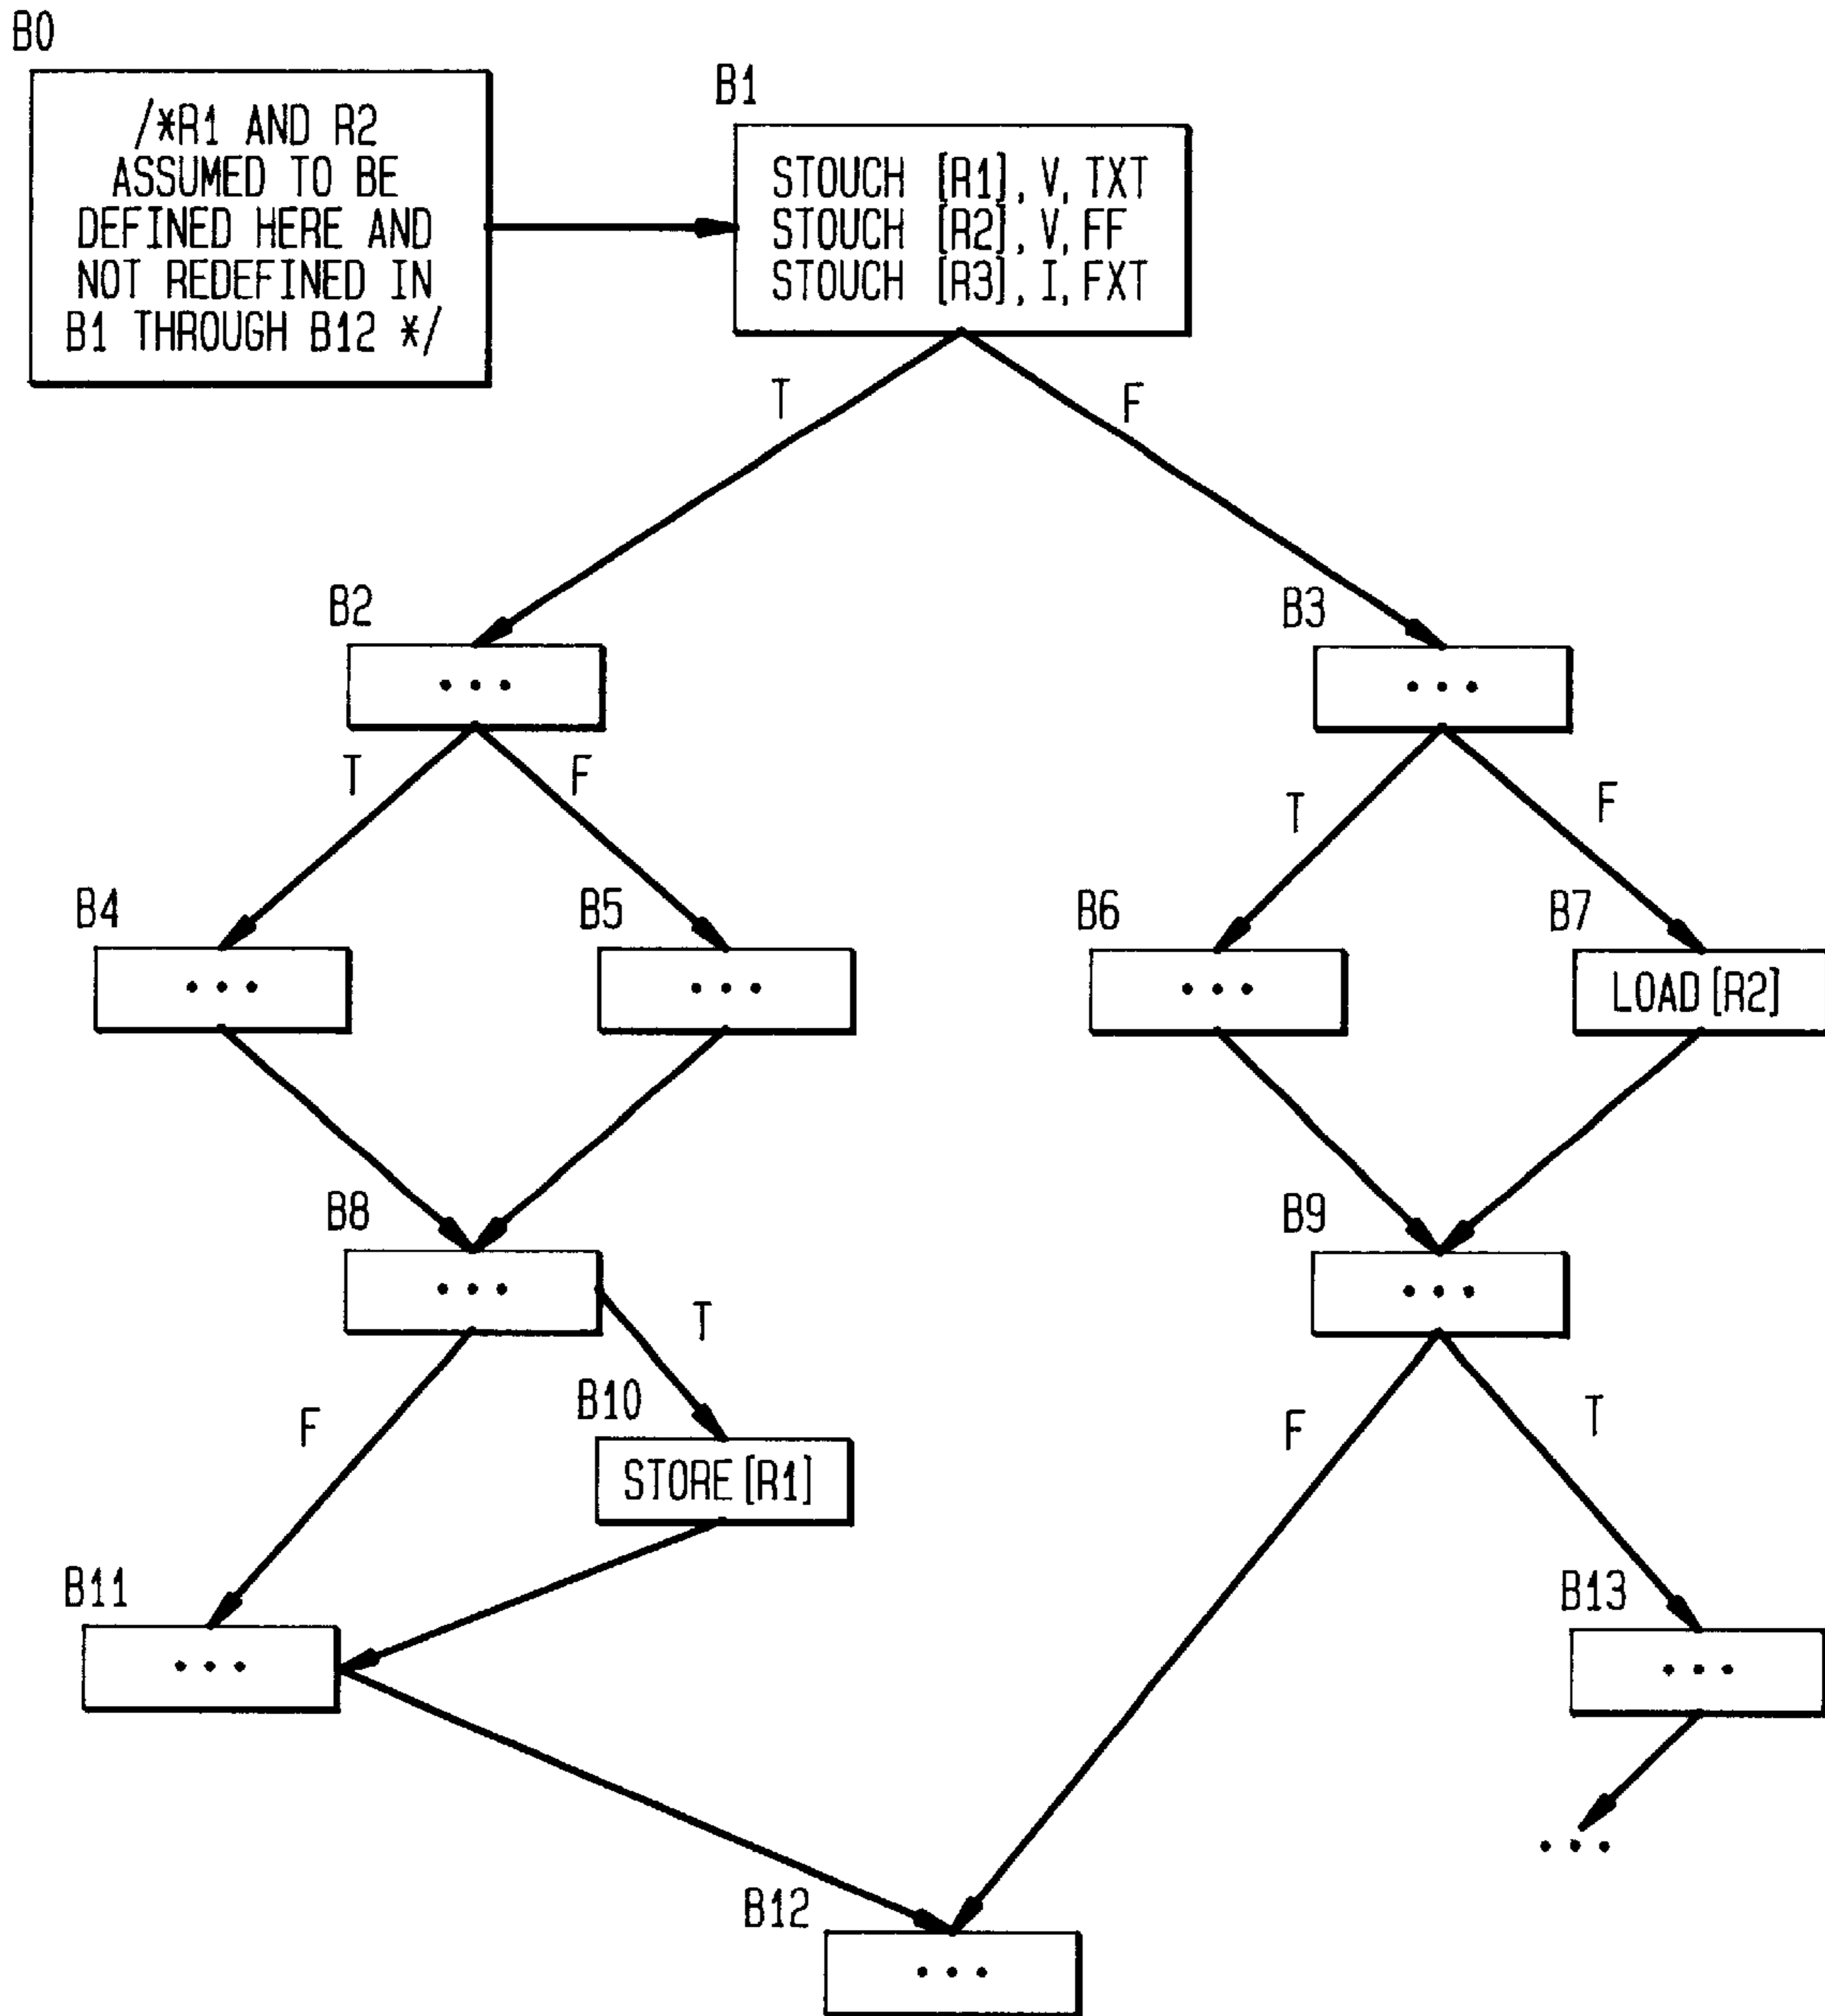 B0
/*R1 AND R2
ASSUMED TO BE
DEFINED HERE AND
NOT REDEFINED IN
B1 THROUGH B12 */
B1
STOUCH [R1], V, TXT
STOUCH [R2], V, FF
STOUCH [R3], I, FXT
T
F
B2
• • •
B3
• • •
T
F
T
F
B4
• • •
B5
• • •
B6
• • •
B7
LOAD [R2]
B8
• • •
B9
• • •
T
F
B10
STORE [R1]
F
T
B11
• • •
B13
• • •
• • •
B12
• • •